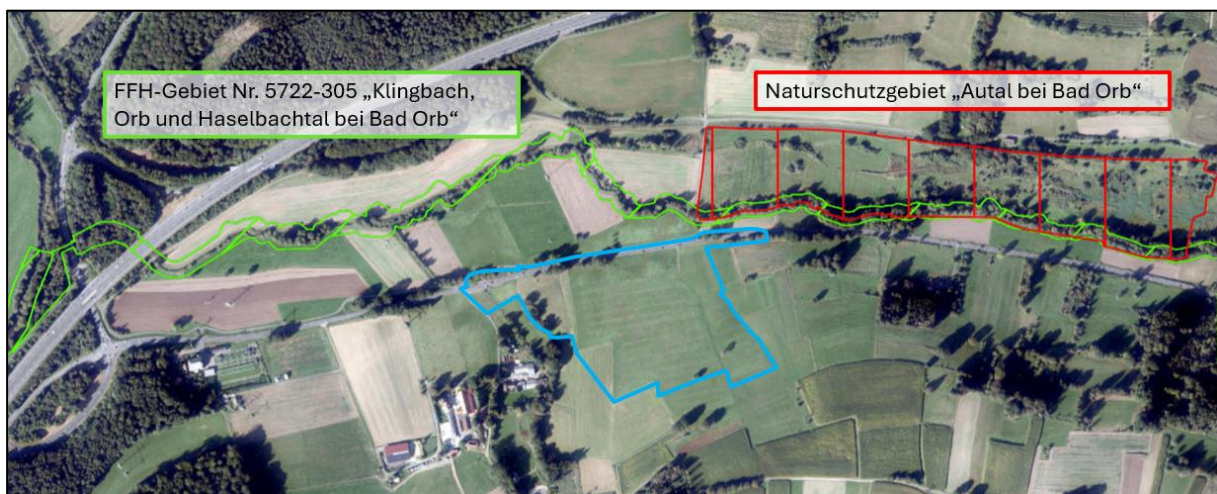 FFH-Gebiet Nr. 5722-305 „Klingbach,
Orb und Haselbachtal bei Bad Orb“
Naturschutzgebiet „Autal bei Bad Orb“